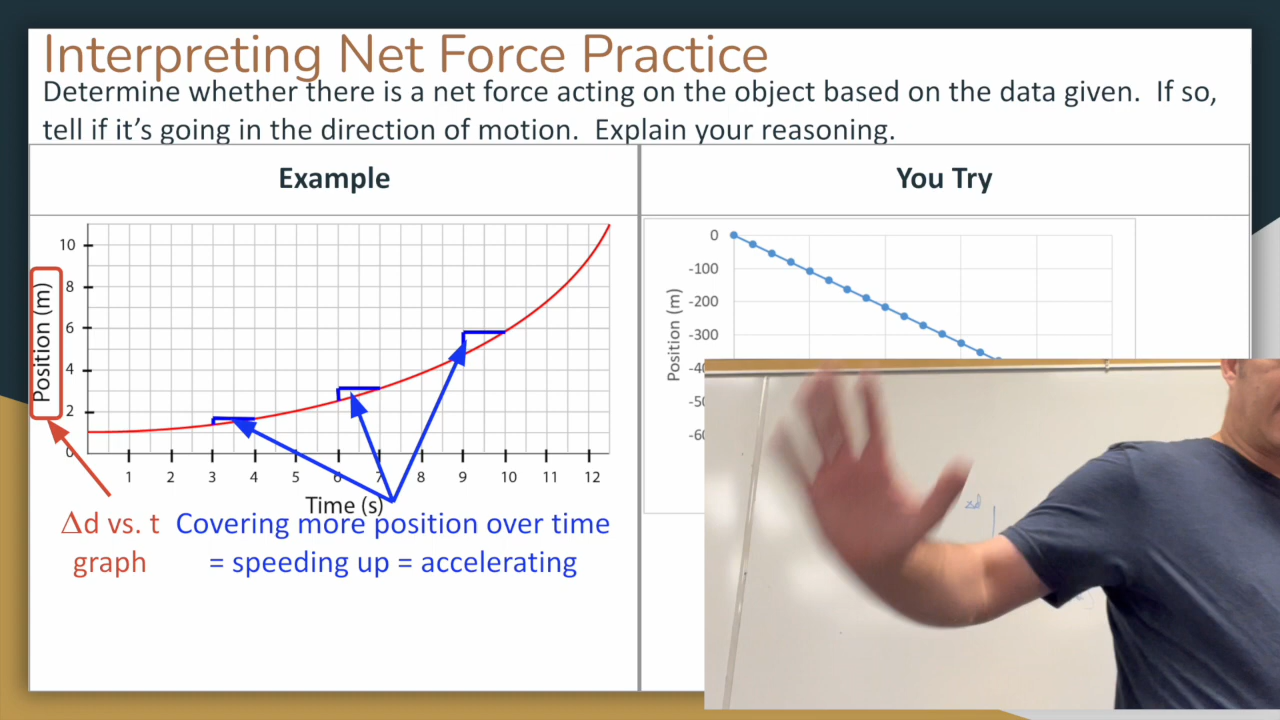 Interpreting Net Force Practice
Determine whether there is a net force acting on the object based on the data given. If so,
tell if it's going in the direction of motion. Explain your reasoning.
Example
You Try
10
8
6
4
2
0
Position (m)
1 2 3 4 5 6 7 8 9 10 11 12
Time (s)
Δd vs. t
graph
Covering more position over time
= speeding up = accelerating
0
-100
-200
-300
-40
-50
-60
Position (m)